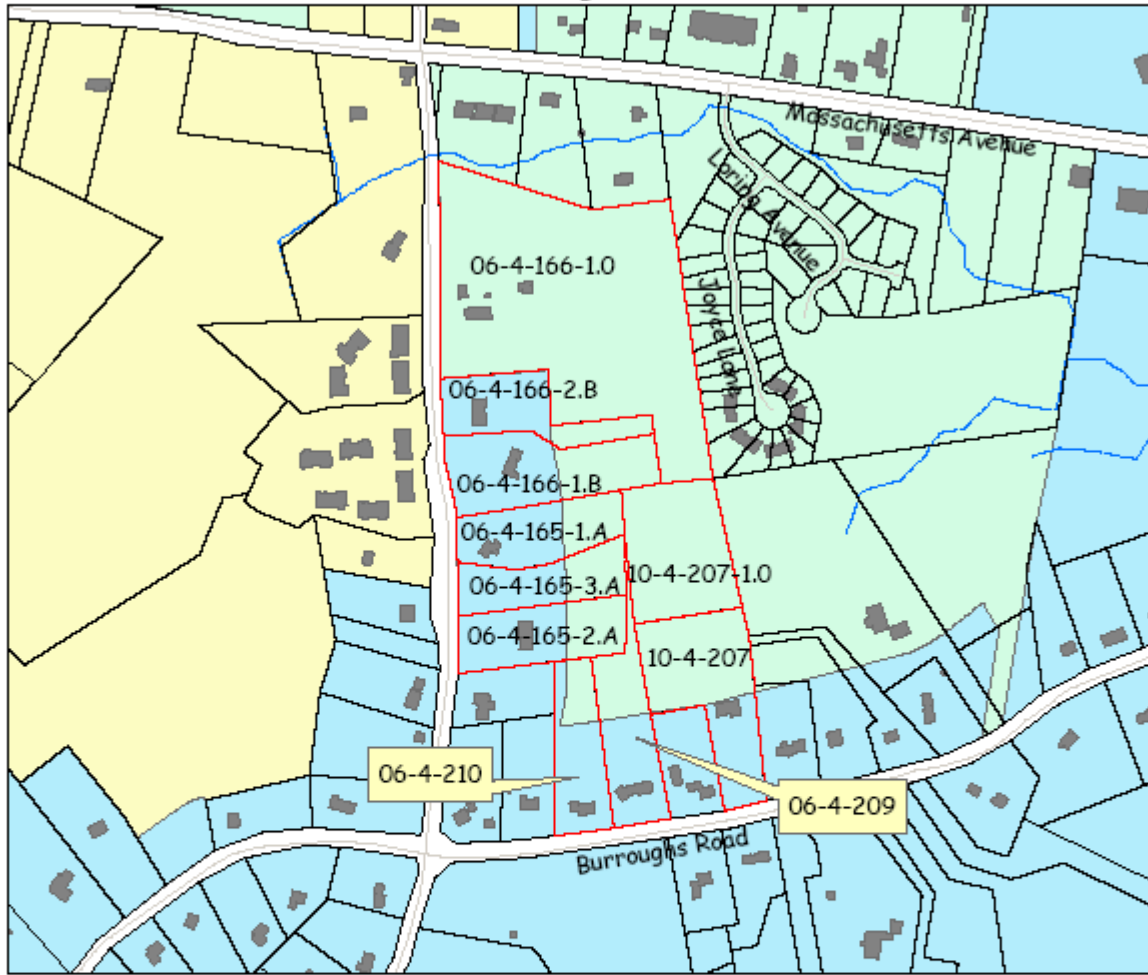 Massachusetts Avenue
Loring Avenue
06-4-166-1.0
Joyce Lane
06-4-166-2.B
06-4-166-1.B
06-4-165-1.A
10-4-207-1.0
06-4-165-3.A
06-4-165-2.A
10-4-207
06-4-210
06-4-209
Burroughs Road